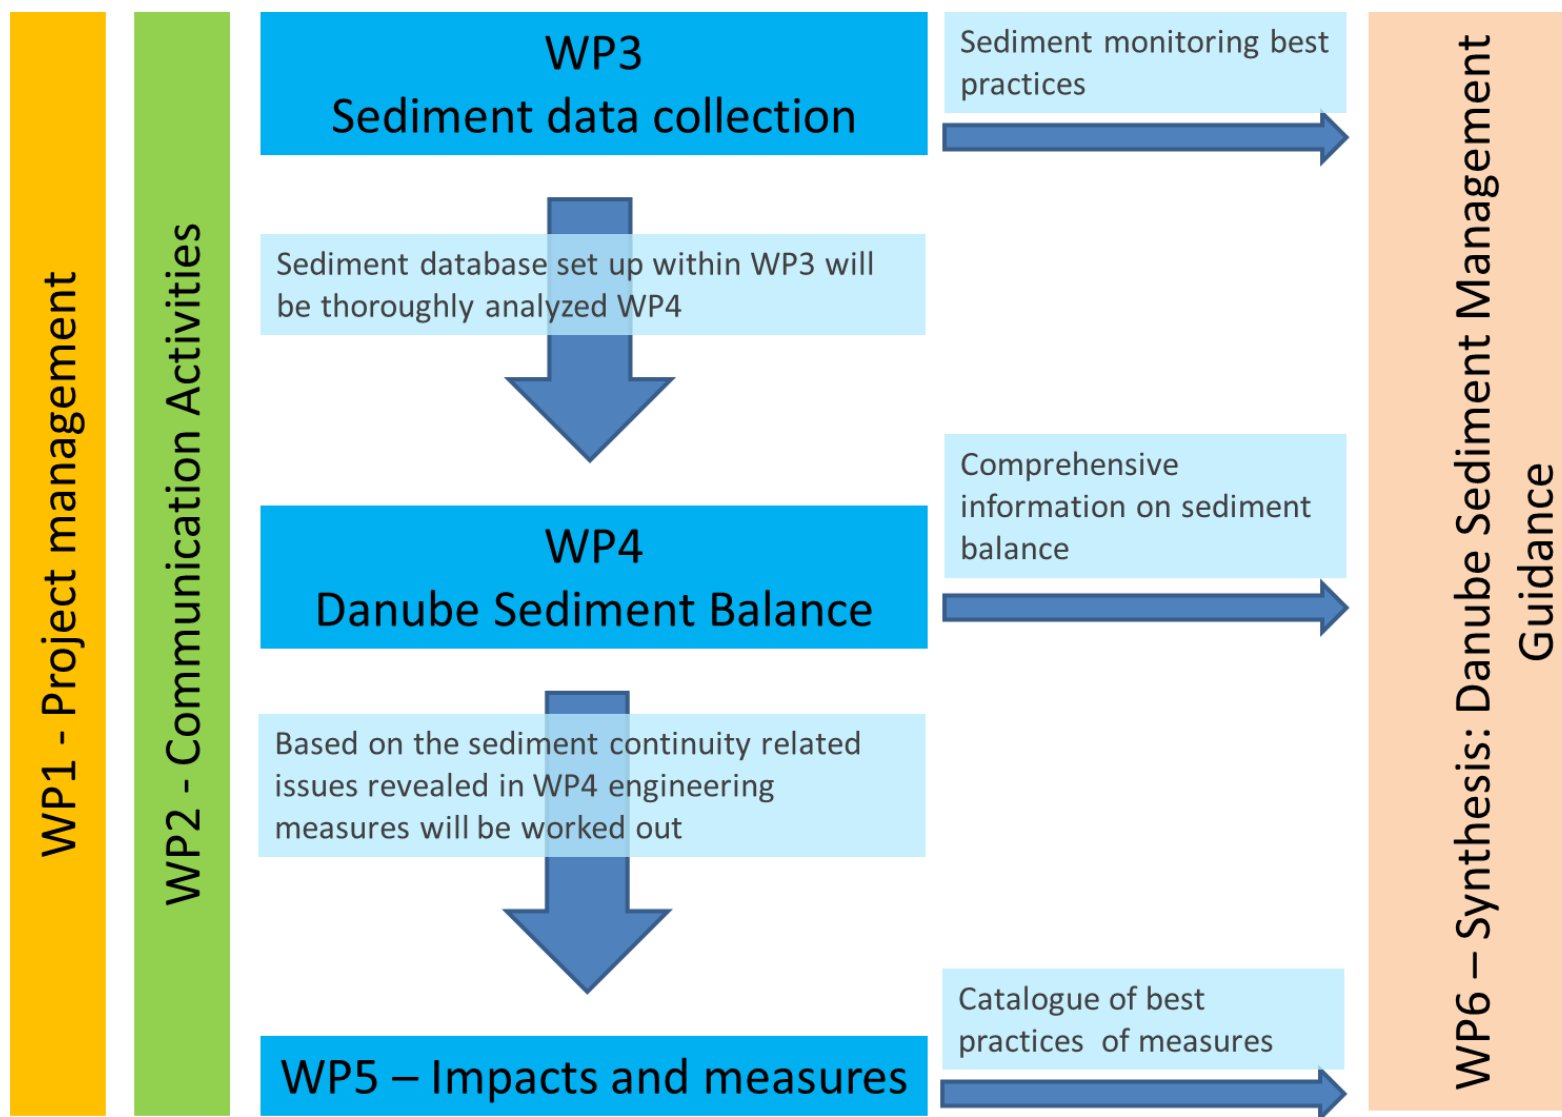 WP1 - Project management
WP2 - Communication Activities
WP3
Sediment data collection
Sediment monitoring best
practices
Sediment database set up within WP3 will
be thoroughly analyzed WP4
WP4
Danube Sediment Balance
Comprehensive
information on sediment
balance
Based on the sediment continuity related
issues revealed in WP4 engineering
measures will be worked out
WP5 – Impacts and measures
Catalogue of best
practices of measures
WP6 – Synthesis: Danube Sediment Management
Guidance